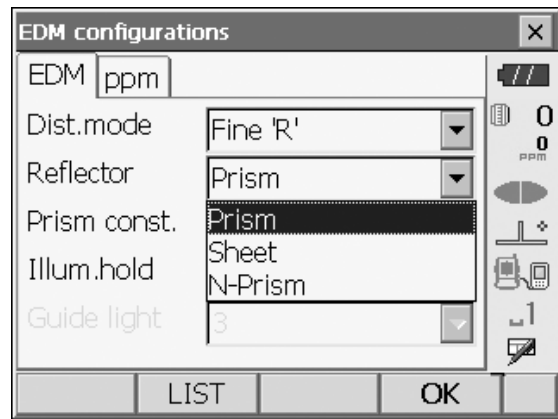 EDM configurations
EDM ppm
Dist.mode Fine 'R'
0
0
PPM
Reflector Prism
Prism const. Prism
Sheet
Illum.hold N-Prism
Guide light 3
1
LIST OK